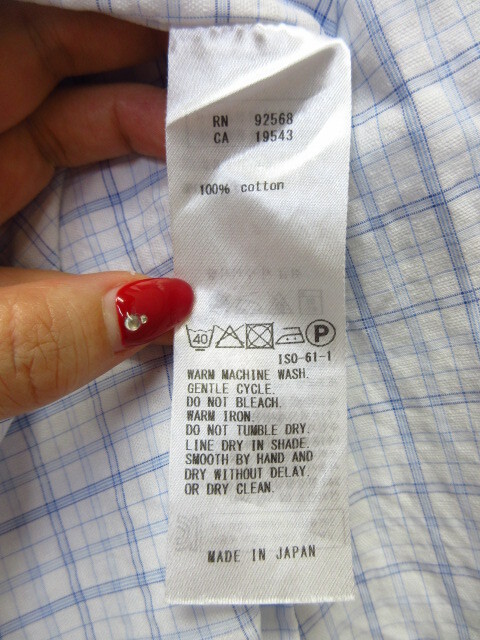 RN 92568
CA 19543
100% cotton
40 P
ISO-61-1
WARM MACHINE WASH.
GENTLE CYCLE.
DO NOT BLEACH.
WARM IRON.
DO NOT TUMBLE DRY.
LINE DRY IN SHADE.
SMOOTH BY HAND AND
DRY WITHOUT DELAY.
OR DRY CLEAN.
MADE IN JAPAN